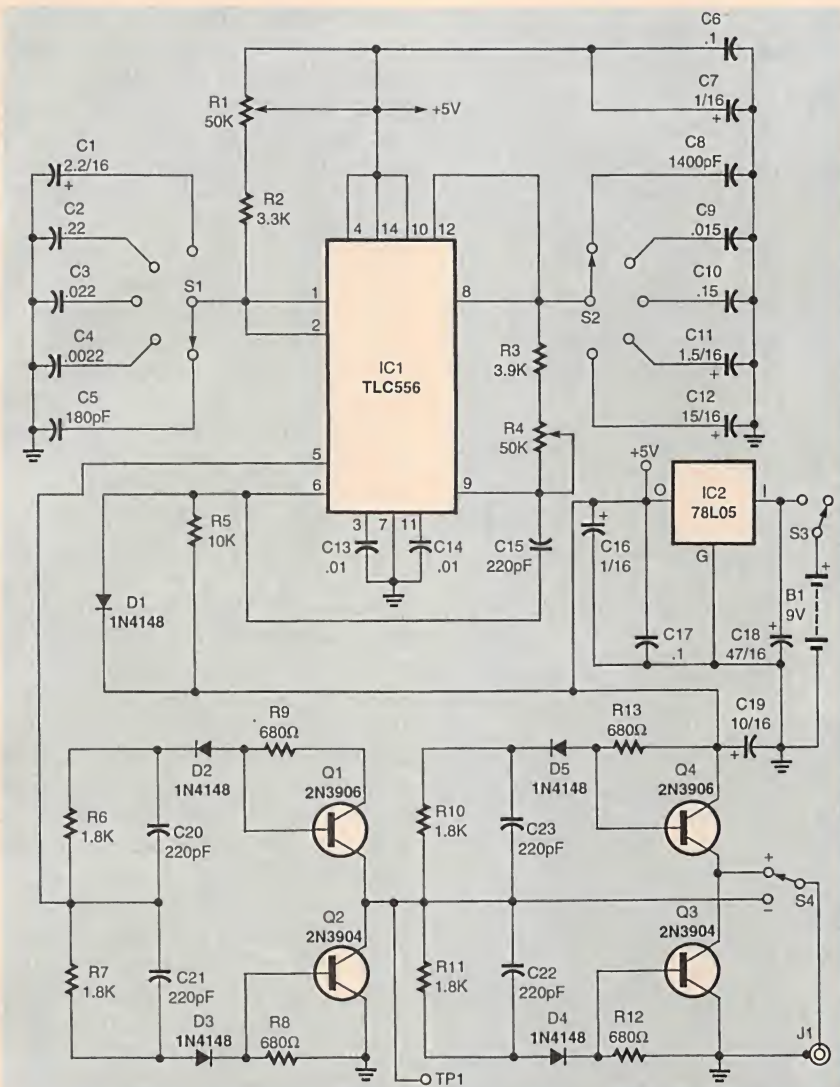 C6
.1
C7
1/16
+
R1
50K
+5V
C1
2.2/16
+
C8
1400pF
R2
3.3K
C2
.22
4 14 10 12
C9
.015
C3
.022
S1
1
8
C10
.15
S2
2
C4
.0022
IC1
TLC556
R3
3.9K
C11
1.5/16
+
C5
180pF
R4
50K
C12
15/16
+
5
+5V
6
9
O
IC2
78L05
I
R5
10K
3 7 11
C13
.01
C14
.01
C15
220pF
+
C16
1/16
G
S3
+
B1
9V
D1
1N4148
C17
.1
C18
47/16
+
R9
680Ω
R13
680Ω
C19
10/16
+
D2
1N4148
Q1
2N3906
D5
1N4148
Q4
2N3906
R6
1.8K
C20
220pF
R10
1.8K
C23
220pF
+
S4
–
Q2
2N3904
Q3
2N3904
R7
1.8K
C21
220pF
R11
1.8K
C22
220pF
D3
1N4148
R8
680Ω
D4
1N4148
R12
680Ω
J1
TP1